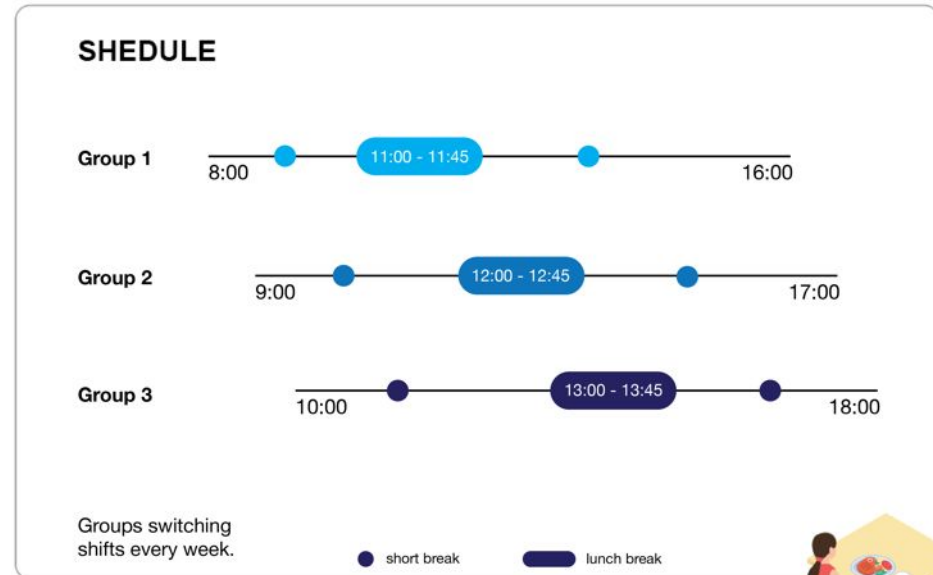 SHEDULE
Group 1
11:00 - 11:45
8:00
16:00
Group 2
12:00 - 12:45
9:00
17:00
Group 3
13:00 - 13:45
10:00
18:00
Groups switching
shifts every week.
short break
lunch break